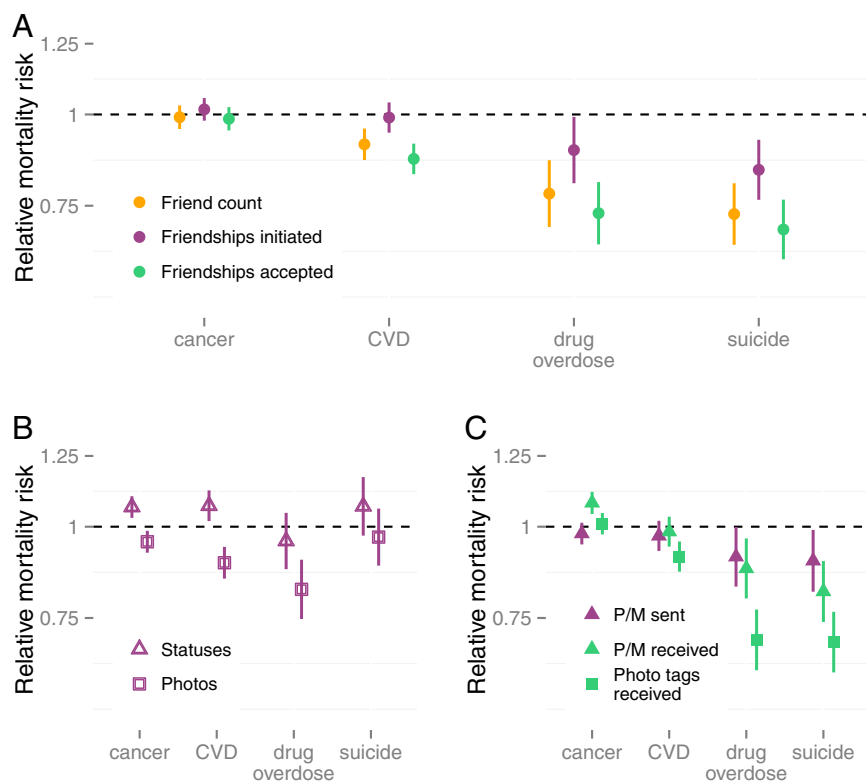 A
Relative mortality risk
1.25
1
0.75
Friend count
Friendships initiated
Friendships accepted
cancer
CVD
drug
overdose
suicide
B
Relative mortality risk
1.25
1
0.75
Statuses
Photos
cancer
CVD
drug
overdose
suicide
C
Relative mortality risk
1.25
1
0.75
P/M sent
P/M received
Photo tags
received
cancer
CVD
drug
overdose
suicide